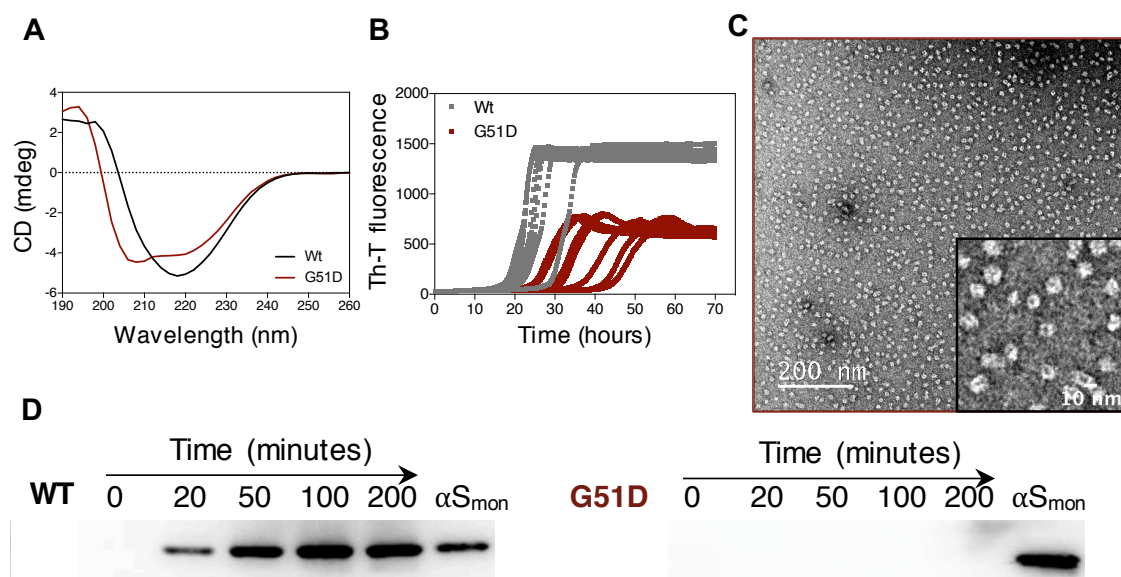 A
B
C
4
2
0
-2
-4
-6
190 200 210 220 230 240 250 260
CD (mdeg)
Wavelength (nm)
Wt
G51D
2000
1500
1000
500
0
0 10 20 30 40 50 60 70
Th-T fluorescence
Time (hours)
Wt
G51D
200 nm
10 nm
D
Time (minutes)
WT 0 20 50 100 200 αSmon
Time (minutes)
G51D 0 20 50 100 200 αSmon